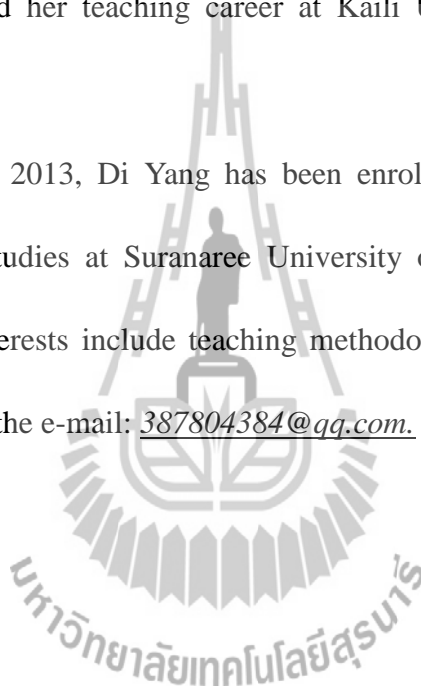 d her teaching career at Kaili
2013, Di Yang has been enrol
tudies at Suranaree University o
erests include teaching methodo
the e-mail: 387804384@qq.com.
มหาวิทยาลัยเทคโนโลยีสุรนารี